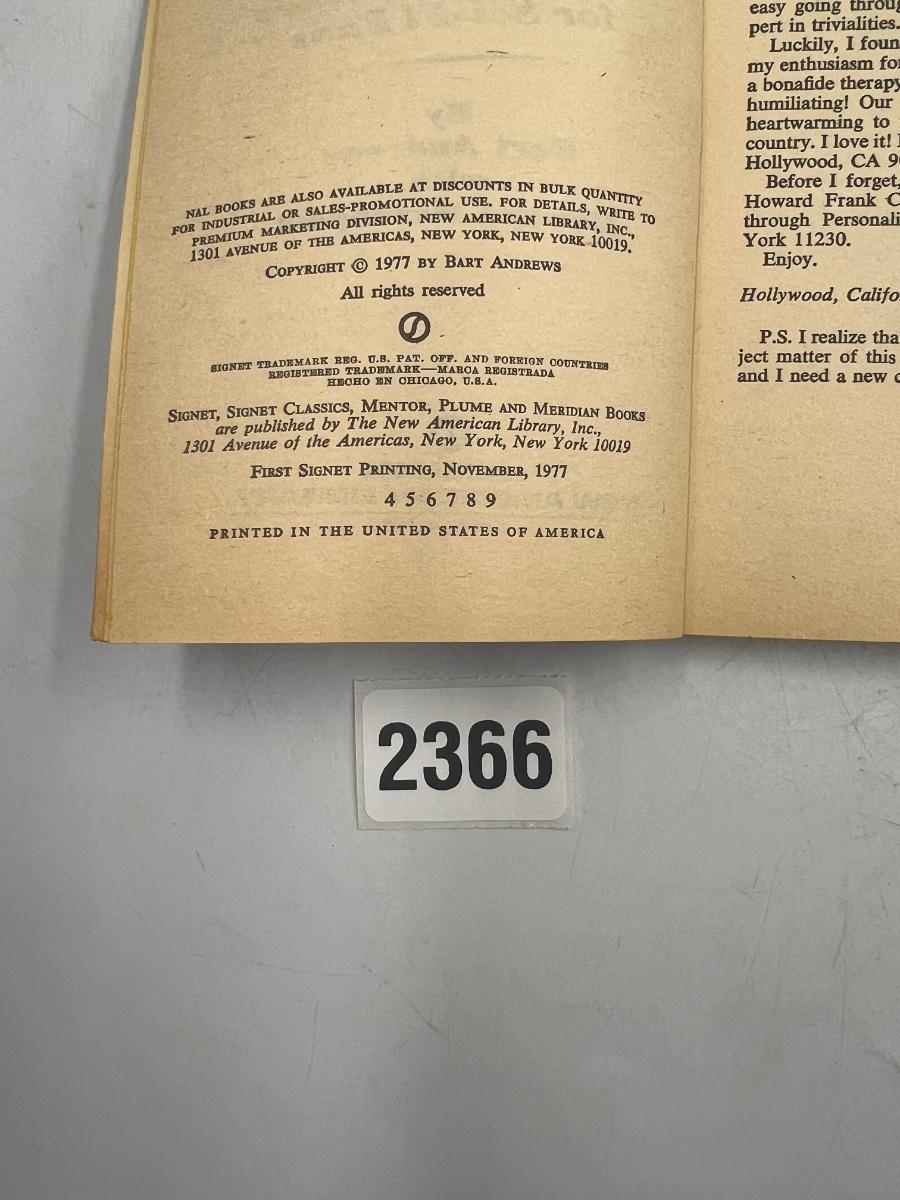 NAL BOOKS ARE ALSO AVAILABLE AT DISCOUNTS IN BULK QUANTITY
FOR INDUSTRIAL OR SALES-PROMOTIONAL USE. FOR DETAILS, WRITE TO
PREMIUM MARKETING DIVISION, NEW AMERICAN LIBRARY, INC.,
1301 AVENUE OF THE AMERICAS, NEW YORK, NEW YORK 10019.
COPYRIGHT © 1977 BY BART ANDREWS
All rights reserved
SIGNET TRADEMARK REG. U.S. PAT. OFF. AND FOREIGN COUNTRIES
REGISTERED TRADEMARK—MARCA REGISTRADA
HECHO EN CHICAGO, U.S.A.
SIGNET, SIGNET CLASSICS, MENTOR, PLUME AND MERIDIAN BOOKS
are published by The New American Library, Inc.,
1301 Avenue of the Americas, New York, New York 10019
FIRST SIGNET PRINTING, NOVEMBER, 1977
4 5 6 7 8 9
PRINTED IN THE UNITED STATES OF AMERICA
easy going
pert in trivialities.
Luckily, I
my enthusiasm
a bonafide therapy
humiliating! Our
heartwarming to
country. I love it!
Hollywood, CA
Before I forget,
Howard Frank
through
York 11230.
Enjoy.
Hollywood,
P.S. I realize
ject matter of this
and I need a new
2366